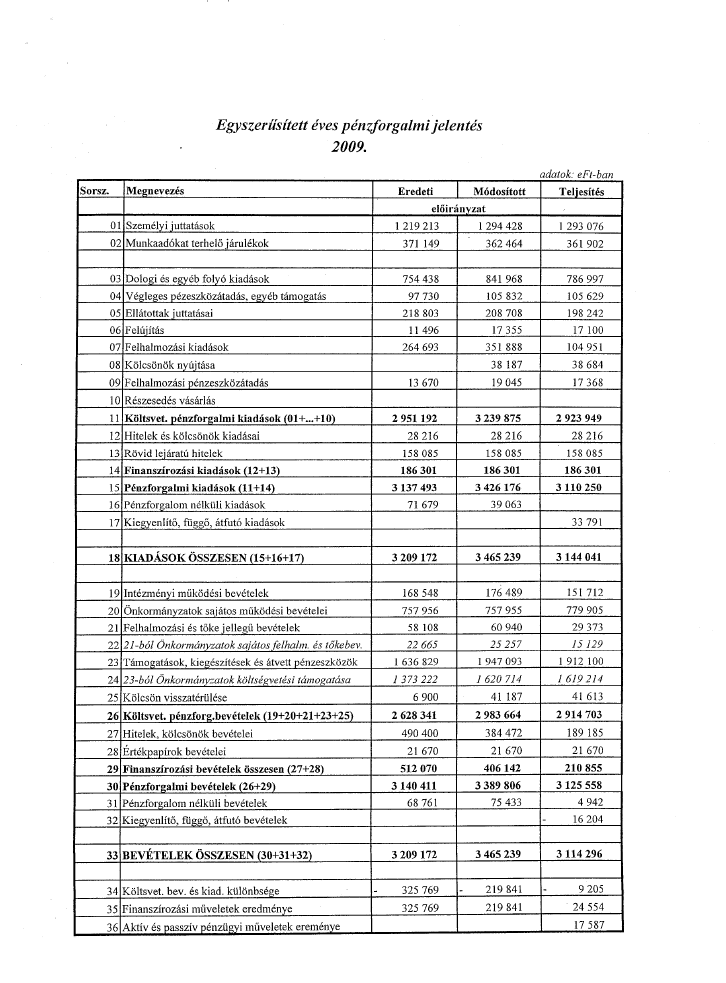 Egyszerűsített éves pénzforgalmi jelentés
2009.
adatok: eFt-ban
Sorsz. Megnevezés Eredeti Módosított Teljesítés
előirányzat
01 Személyi juttatások 1 219 213 1 294 428 1 293 076
02 Munkaadókat terhelő járulékok 371 149 362 464 361 902
03 Dologi és egyéb folyó kiadások 754 438 841 968 786 997
04 Végleges pézeszközátadás, egyéb támogatás 97 730 105 832 105 629
05 Ellátottak juttatásai 218 803 208 708 198 242
06 Felújítás 11 496 17 355 17 100
07 Felhalmozási kiadások 264 693 351 888 104 951
08 Kölcsönök nyújtása 38 187 38 684
09 Felhalmozási pénzeszközátadás 13 670 19 045 17 368
10 Részesedés vásárlás
11 Költsvet. pénzforgalmi kiadások (01+...+10) 2 951 192 3 239 875 2 923 949
12 Hitelek és kölcsönök kiadásai 28 216 28 216 28 216
13 Rövid lejáratú hitelek 158 085 158 085 158 085
14 Finanszírozási kiadások (12+13) 186 301 186 301 186 301
15 Pénzforgalmi kiadások (11+14) 3 137 493 3 426 176 3 110 250
16 Pénzforgalom nélküli kiadások 71 679 39 063
17 Kiegyenlítő, függő, átfutó kiadások 33 791
18 KIADÁSOK ÖSSZESEN (15+16+17) 3 209 172 3 465 239 3 144 041
19 Intézményi működési bevételek 168 548 176 489 151 712
20 Önkormányzatok sajátos működési bevételei 757 956 757 955 779 905
21 Felhalmozási és tőke jellegű bevételek 58 108 60 940 29 373
22 21-ből Önkormányzatok sajátos felhalm. és tőkebev. 22 665 25 257 15 129
23 Támogatások, kiegészítések és átvett pénzeszközök 1 636 829 1 947 093 1 912 100
24 23-ból Önkormányzatok költségvetési támogatása 1 373 222 1 620 714 1 619 214
25 Kölcsön visszatérülése 6 900 41 187 41 613
26 Költsvet. pénzforg.bevételek (19+20+21+23+25) 2 628 341 2 983 664 2 914 703
27 Hitelek, kölcsönök bevételei 490 400 384 472 189 185
28 Értékpapírok bevételei 21 670 21 670 21 670
29 Finanszírozási bevételek összesen (27+28) 512 070 406 142 210 855
30 Pénzforgalmi bevételek (26+29) 3 140 411 3 389 806 3 125 558
31 Pénzforgalom nélküli bevételek 68 761 75 433 4 942
32 Kiegyenlítő, függő, átfutó bevételek - 16 204
33 BEVÉTELEK ÖSSZESEN (30+31+32) 3 209 172 3 465 239 3 114 296
34 Költsvet. bev. és kiad. különbsége - 325 769 - 219 841 - 9 205
35 Finanszírozási műveletek eredménye 325 769 219 841 24 554
36 Aktív és passzív pénzügyi műveletek ereménye 17 587